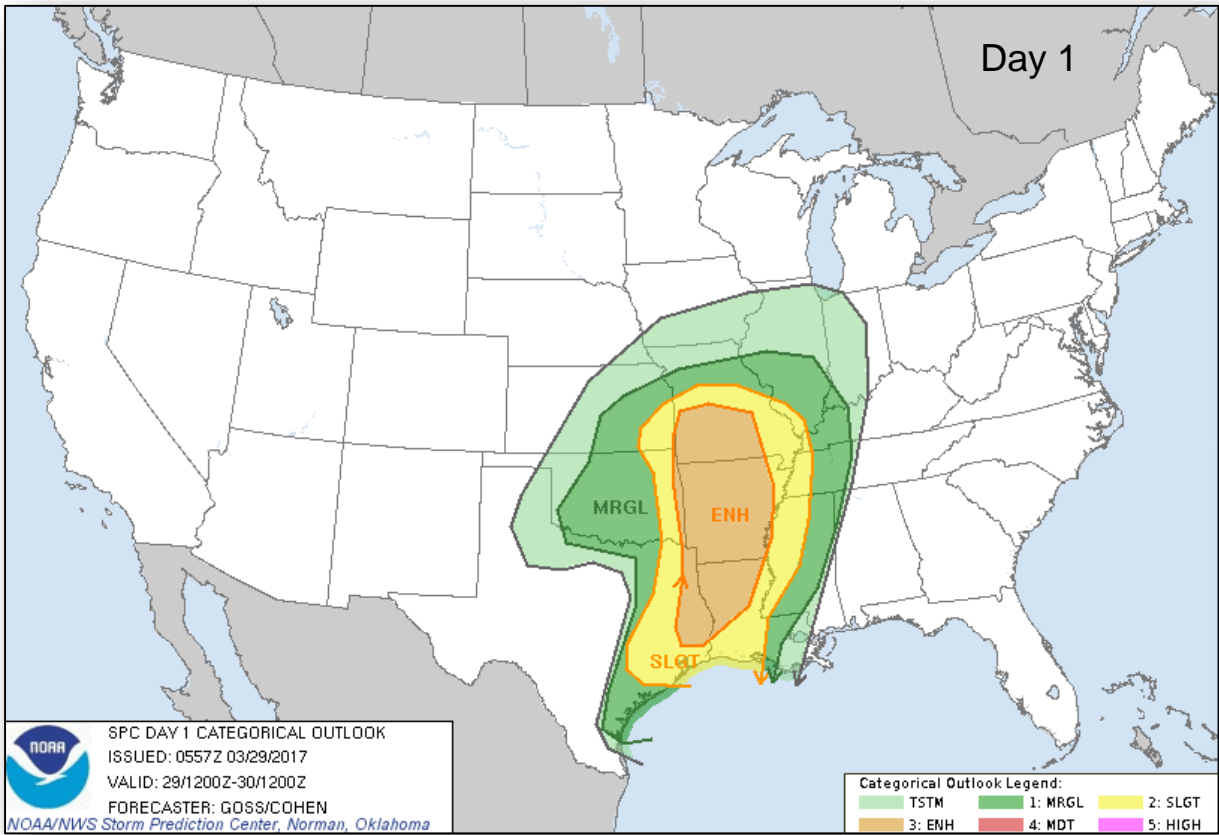 Day 1
MRGL
ENH
SLGT
NOAA
SPC DAY 1 CATEGORICAL OUTLOOK
ISSUED: 0557Z 03/29/2017
VALID: 29/1200Z-30/1200Z
FORECASTER: GOSS/COHEN
NOAA/NWS Storm Prediction Center, Norman, Oklahoma
Categorical Outlook Legend:
TSTM 1: MRGL 2: SLGT
3: ENH 4: MDT 5: HIGH